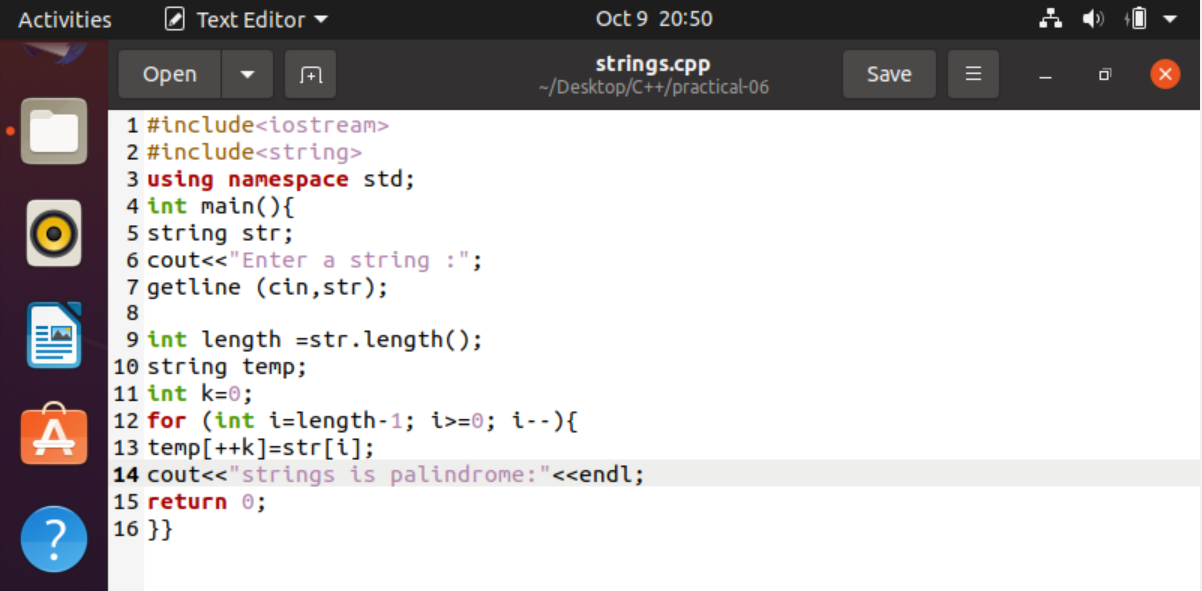 Activities Text Editor Oct 9 20:50
Open strings.cpp Save
~/Desktop/C++/practical-06
1 #include<iostream>
2 #include<string>
3 using namespace std;
4 int main(){
5 string str;
6 cout<<"Enter a string :";
7 getline (cin,str);
8
9 int length =str.length();
10 string temp;
11 int k=0;
12 for (int i=length-1; i>=0; i--){
13 temp[++k]=str[i];
14 cout<<"strings is palindrome:"<<endl;
15 return 0;
16 }}
A
?